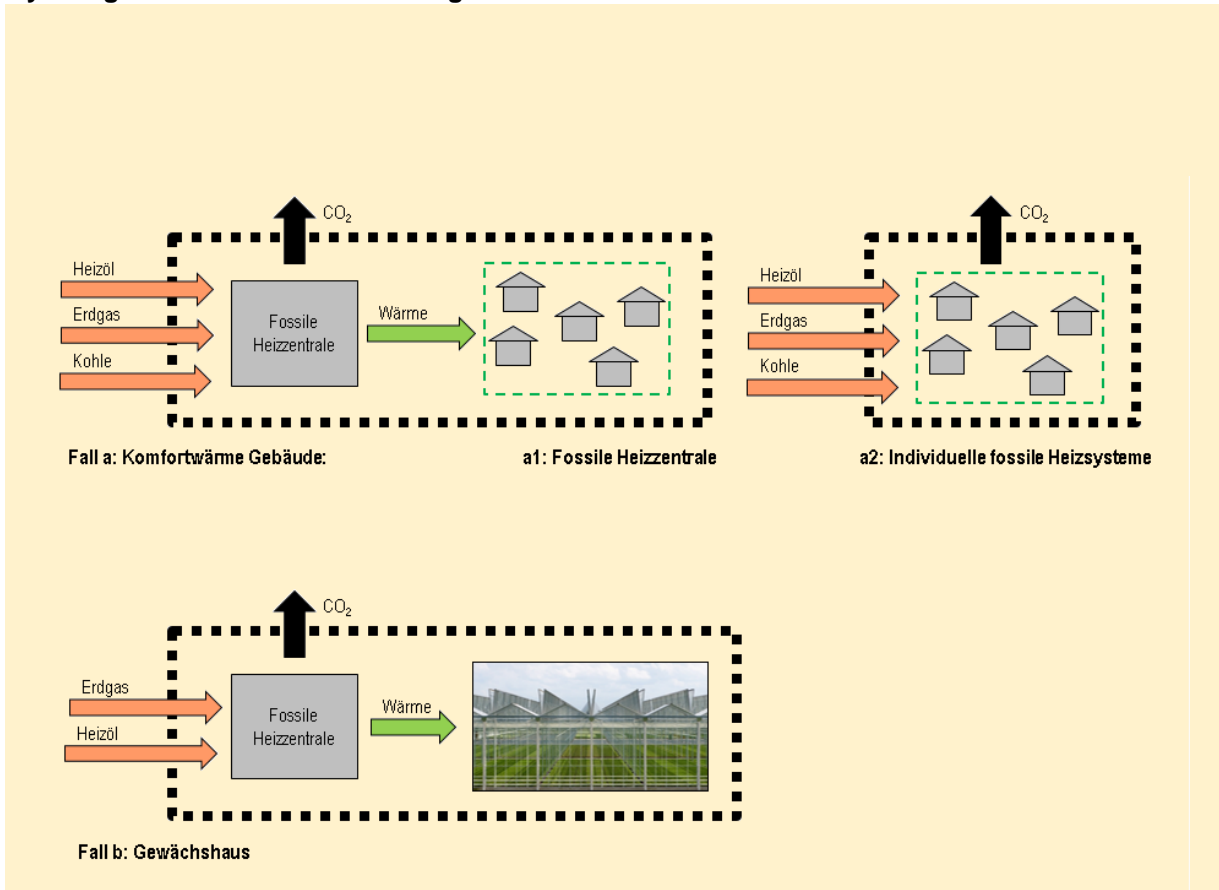 CO₂
Heizöl
Erdgas
Kohle
Fossile
Heizzentrale
Wärme
CO₂
Heizöl
Erdgas
Kohle
Fall a: Komfortwärme Gebäude: a1: Fossile Heizzentrale a2: Individuelle fossile Heizsysteme
CO₂
Erdgas
Heizöl
Fossile
Heizzentrale
Wärme
Fall b: Gewächshaus